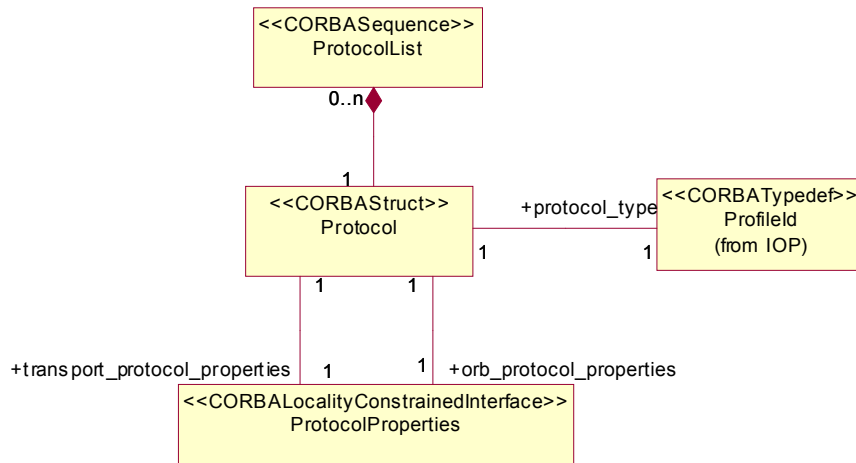 <<CORBASequence>>
ProtocolList
0..n
1
<<CORBAStruct>>
Protocol
+protocol_type
1
1
<<CORBATypedef>>
ProfileId
(from IOP)
1
1
+transport_protocol_properties
1
1
+orb_protocol_properties
<<CORBALocalityConstrainedInterface>>
ProtocolProperties